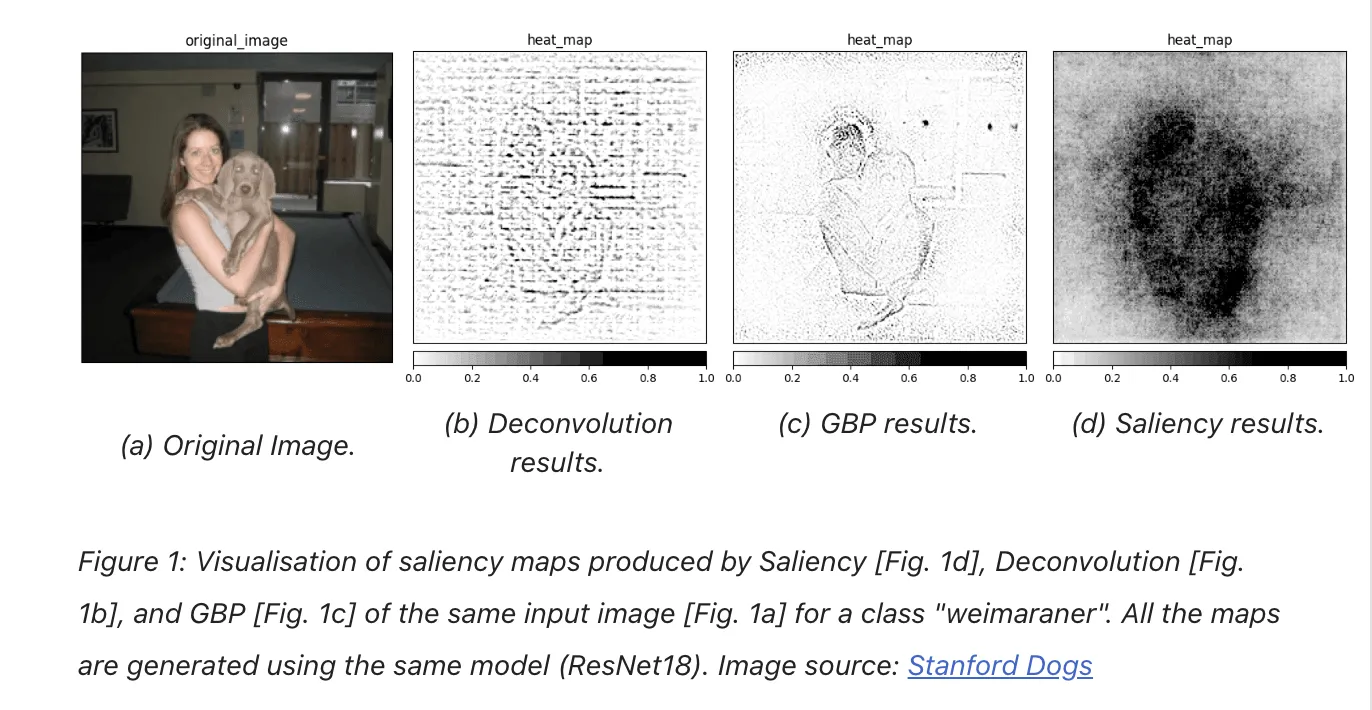 original_image
heat_map
heat_map
heat_map
0.0 0.2 0.4 0.6 0.8 1.0
0.0 0.2 0.4 0.6 0.8 1.0
0.0 0.2 0.4 0.6 0.8 1.0
(a) Original Image.
(b) Deconvolution
results.
(c) GBP results.
(d) Saliency results.
Figure 1: Visualisation of saliency maps produced by Saliency [Fig. 1d], Deconvolution [Fig.
1b], and GBP [Fig. 1c] of the same input image [Fig. 1a] for a class "weimaraner". All the maps
are generated using the same model (ResNet18). Image source: Stanford Dogs